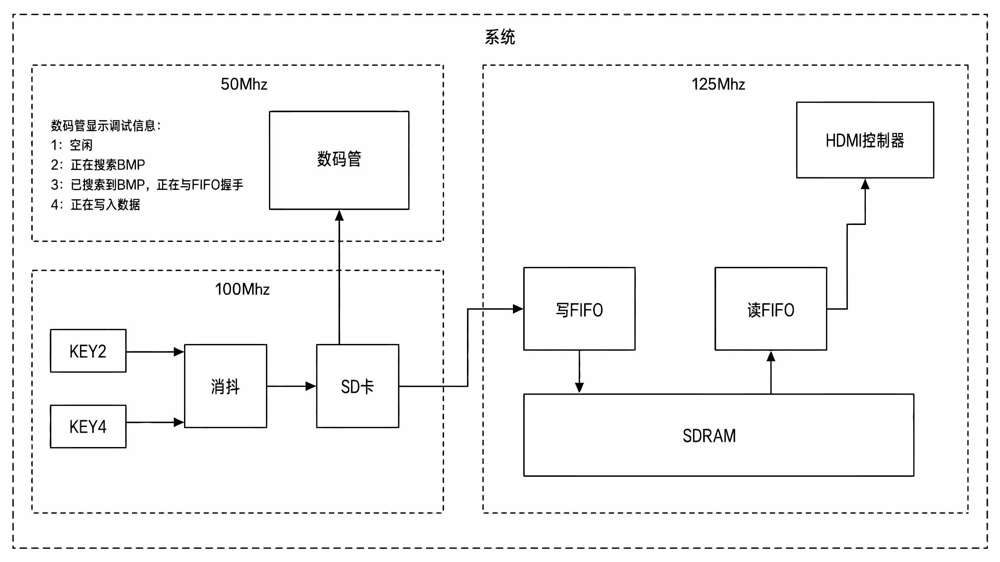 系统
50Mhz
数码管显示调试信息：
1：空闲
2：正在搜索BMP
3：已搜索到BMP，正在与FIFO握手
4：正在写入数据
数码管
100Mhz
KEY2
KEY4
消抖
SD卡
125Mhz
HDMI控制器
写FIFO
读FIFO
SDRAM